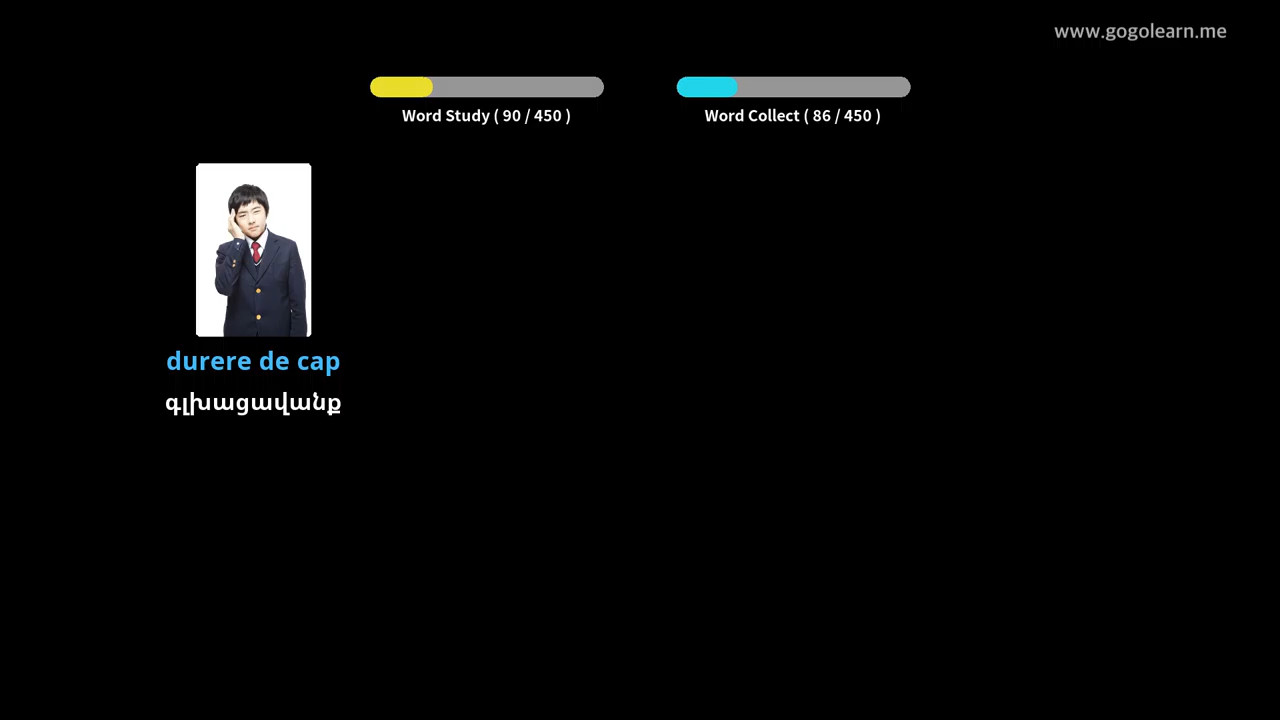 www.gogolearn.me
Word Study ( 90 / 450 )
Word Collect ( 86 / 450 )
durere de cap
գլխացավանք